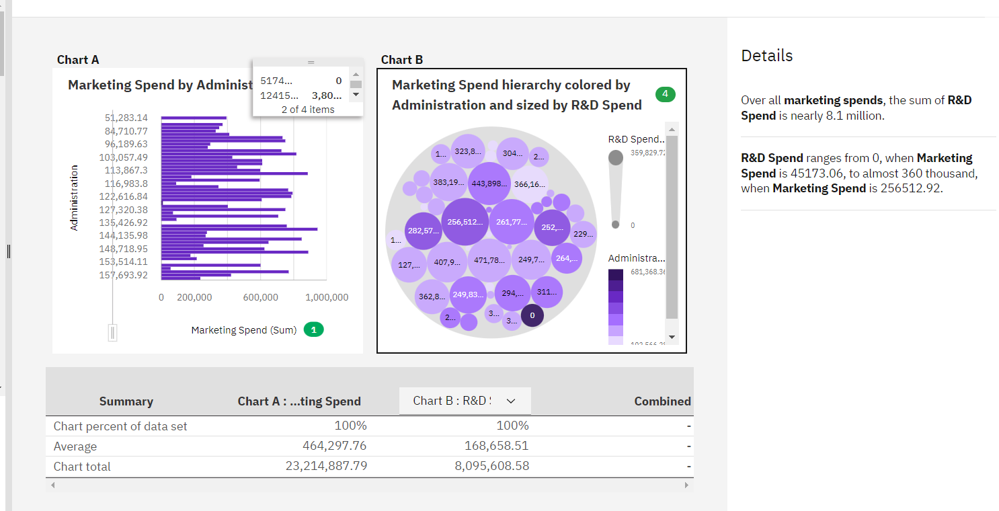 Chart A
Marketing Spend by Administ
5174... 0
12415... 3,80...
2 of 4 items
51,283.14
84,710.77
96,189.63
103,057.49
113,867.3
116,983.8
122,616.84
127,320.38
135,426.92
144,135.98
148,718.95
153,514.11
157,693.92
Administration
0 200,000 600,000 1,000,000
Marketing Spend (Sum) 1
Chart B
Marketing Spend hierarchy colored by
Administration and sized by R&D Spend
4
1... 323,8... 304... 2...
383,19... 443,898... 366,16...
282,57... 256,512... 261,77... 252,... 229...
1...
127,... 407,9... 471,78... 249,7... 264,...
362,8... 249,83... 294,... 311...
2... 3... 3... 0
R&D Spend...
359,829.72
0
Administra...
681,368.3
Details
Over all marketing spends, the sum of R&D
Spend is nearly 8.1 million.
R&D Spend ranges from 0, when Marketing
Spend is 45173.06, to almost 360 thousand,
when Marketing Spend is 256512.92.
Summary Chart A : ...ting Spend Chart B : R&D Combined
Chart percent of data set 100% 100% -
Average 464,297.76 168,658.51 -
Chart total 23,214,887.79 8,095,608.58 -